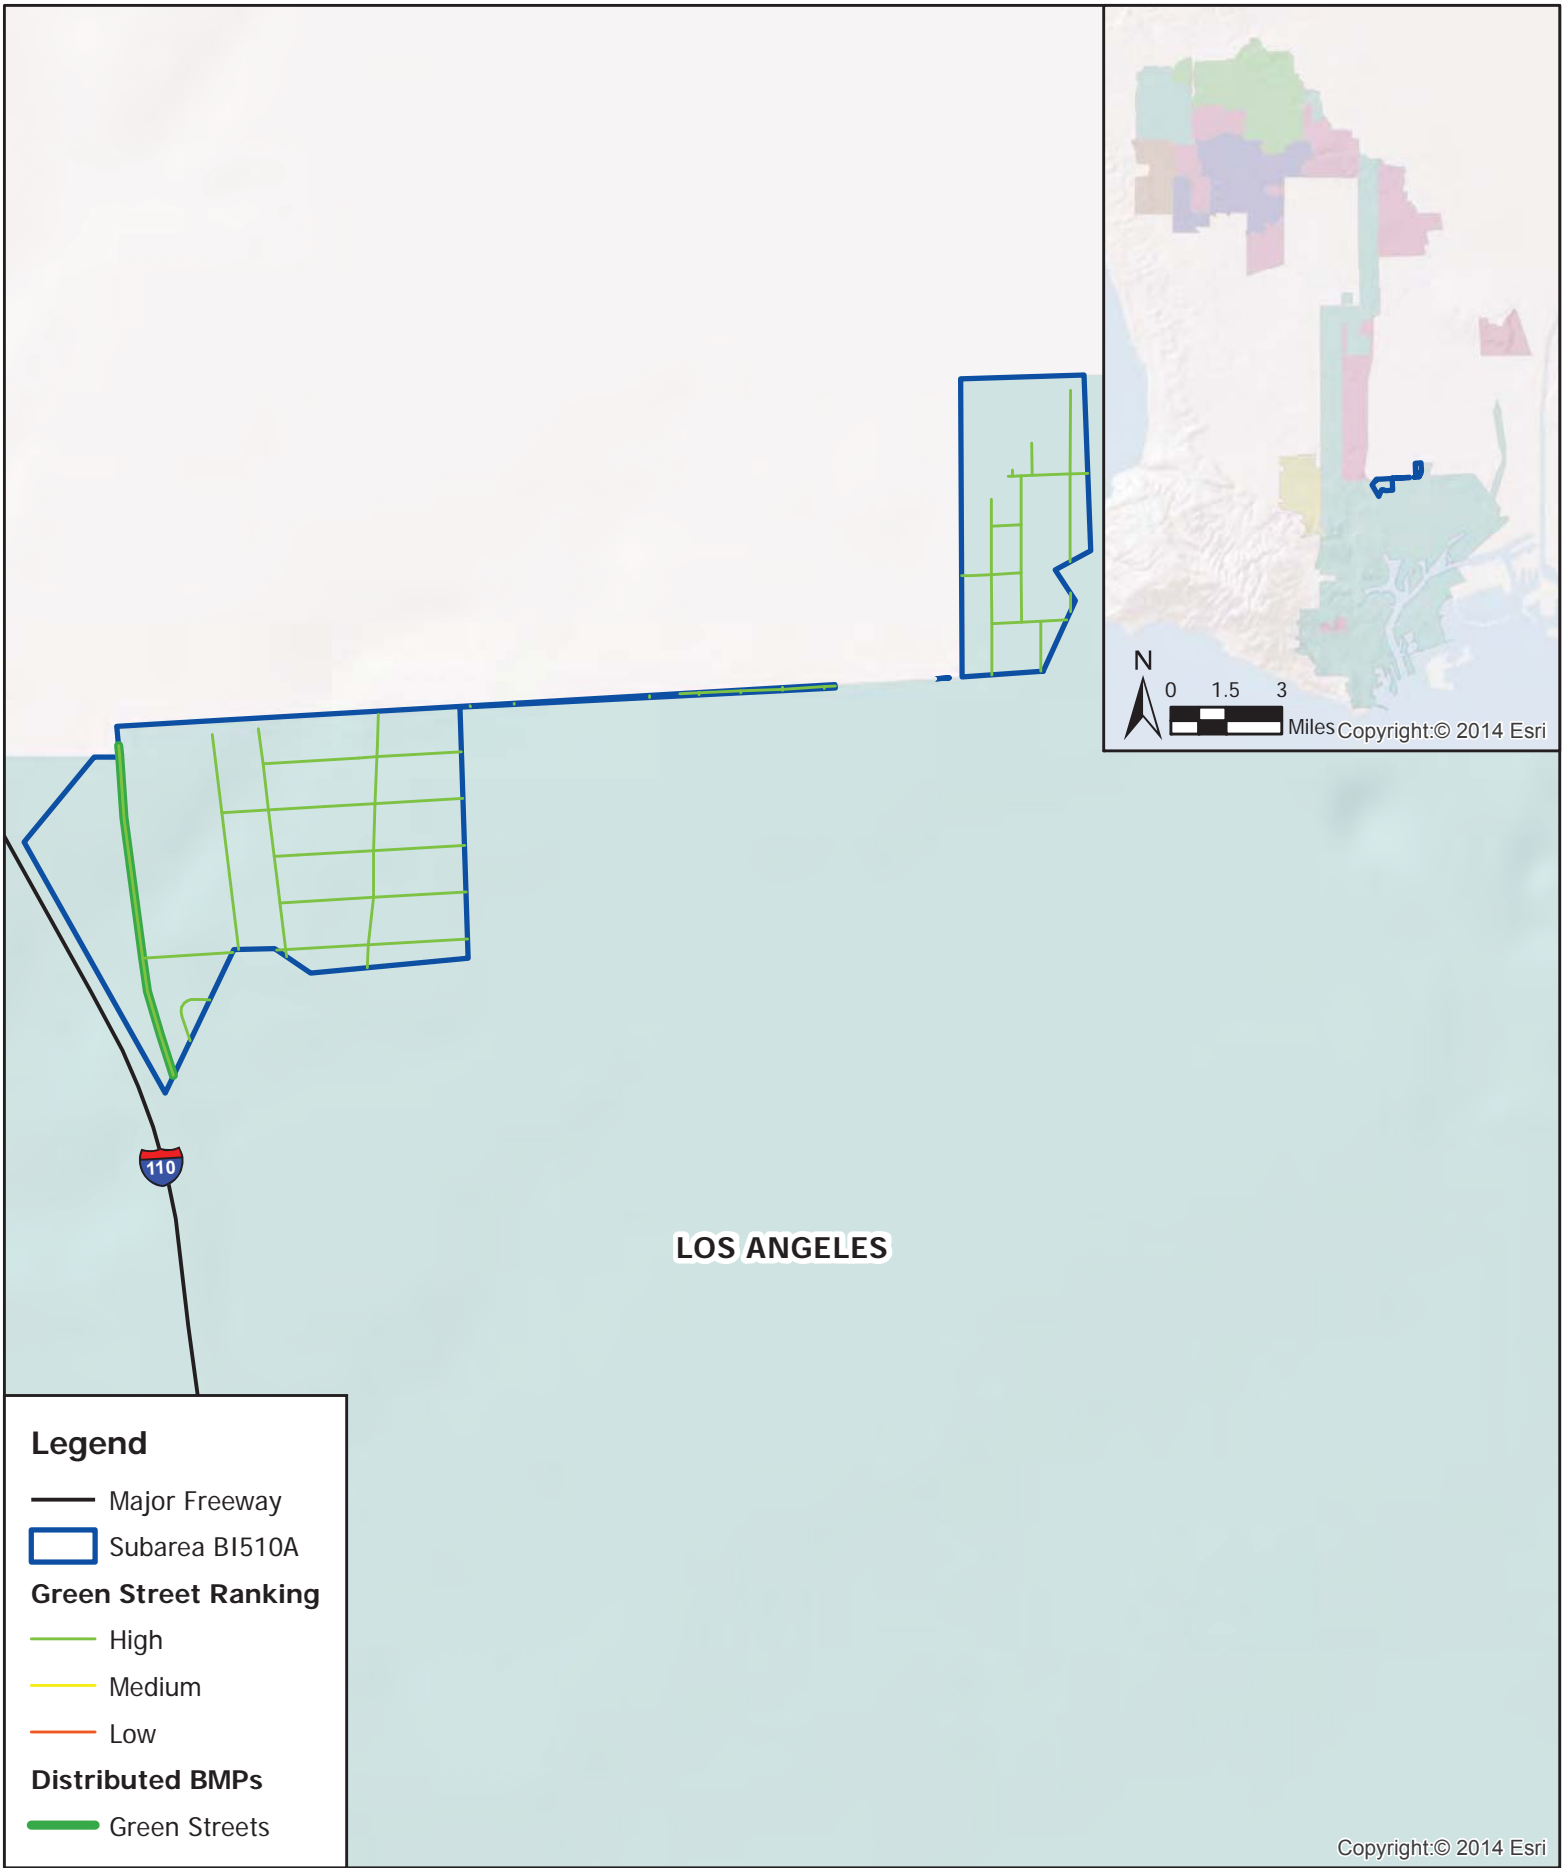 N
0 1.5 3
Miles Copyright:© 2014 Esri
110
LOS ANGELES
Legend
Major Freeway
Subarea BI510A
Green Street Ranking
High
Medium
Low
Distributed BMPs
Green Streets
Copyright:© 2014 Esri